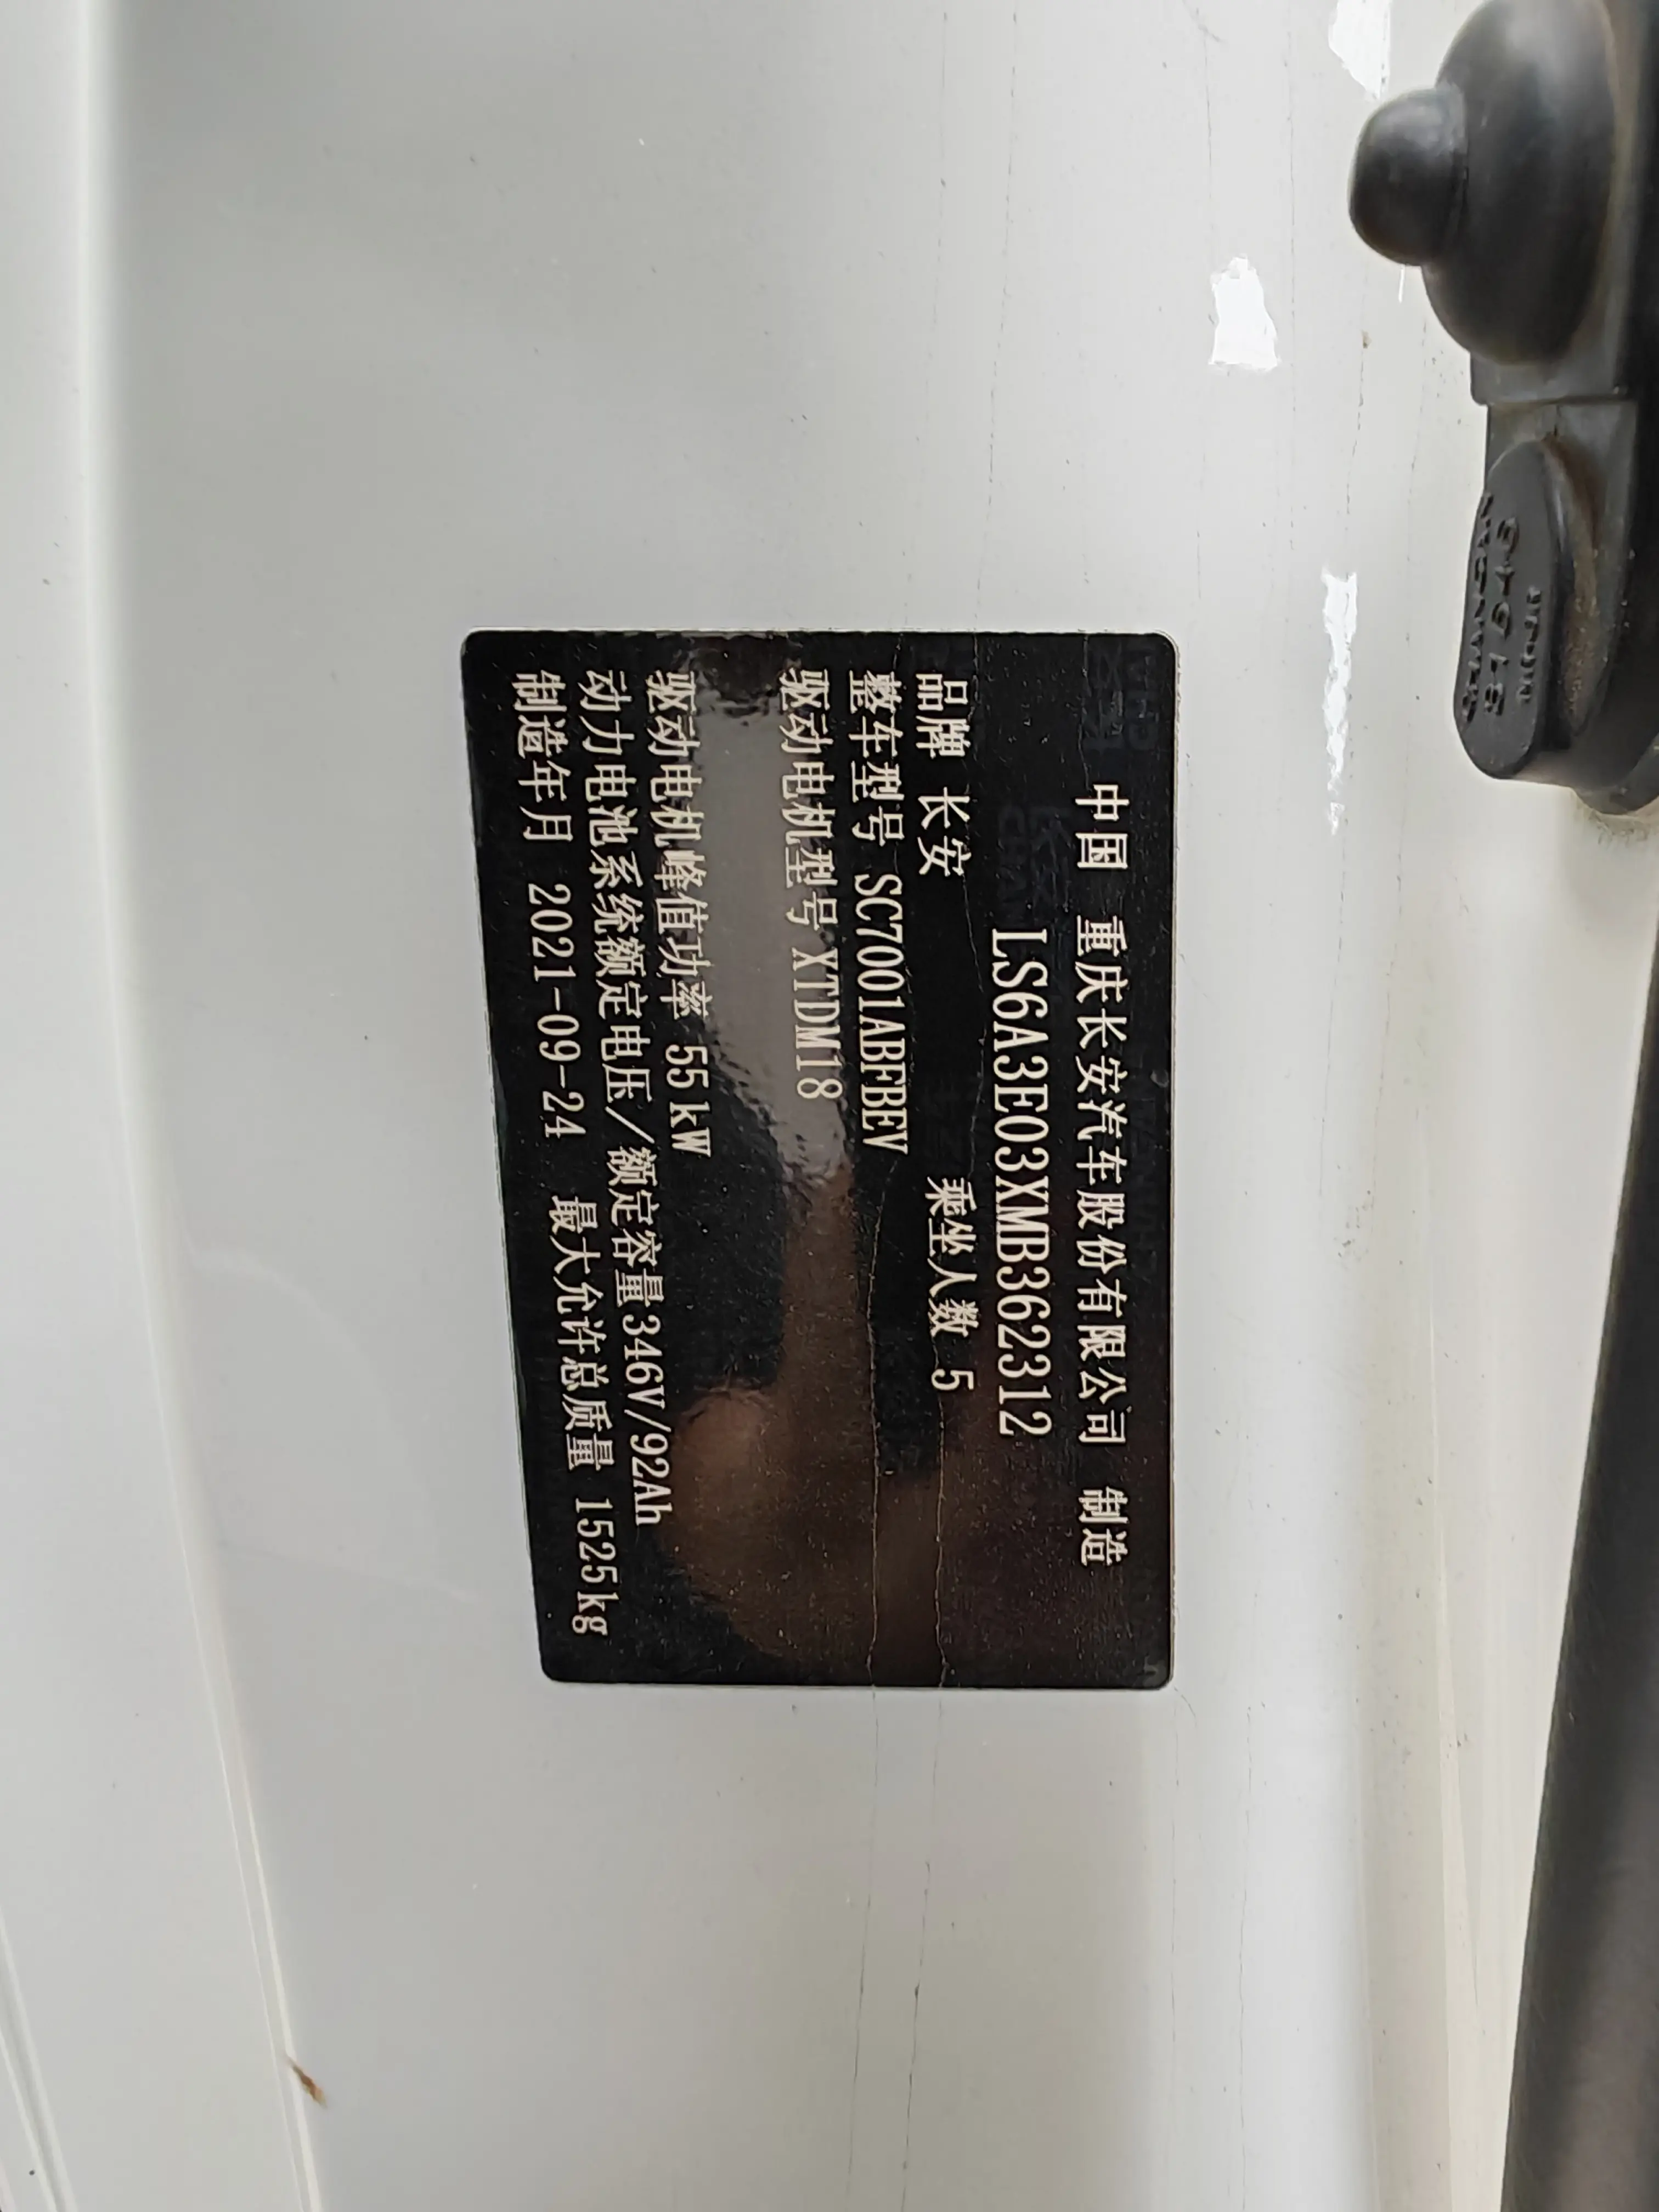 中国 重庆长安汽车股份有限公司 制造
LS6A3E03XMB362312
品牌 长安 乘坐人数 5
整车型号 SC7001ABFBEV
驱动电机型号 XTDM18
驱动电机峰值功率 55kW
动力电池系统额定电压/额定容量346V/92Ah
制造年月 2021-09-24 最大允许总质量 1525kg